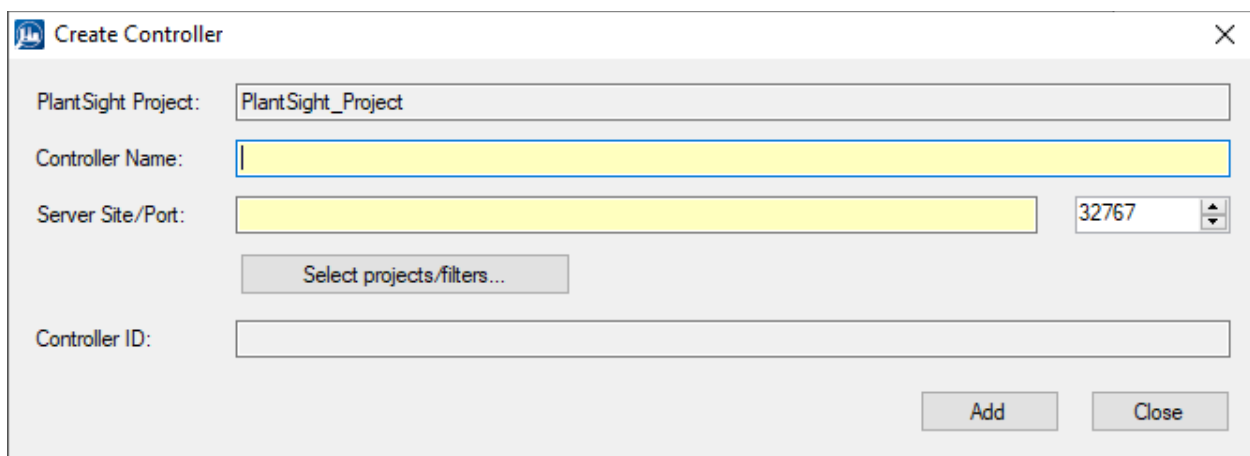 Create Controller
PlantSight Project: PlantSight_Project
Controller Name:
Server Site/Port: 32767
Select projects/filters...
Controller ID:
Add Close